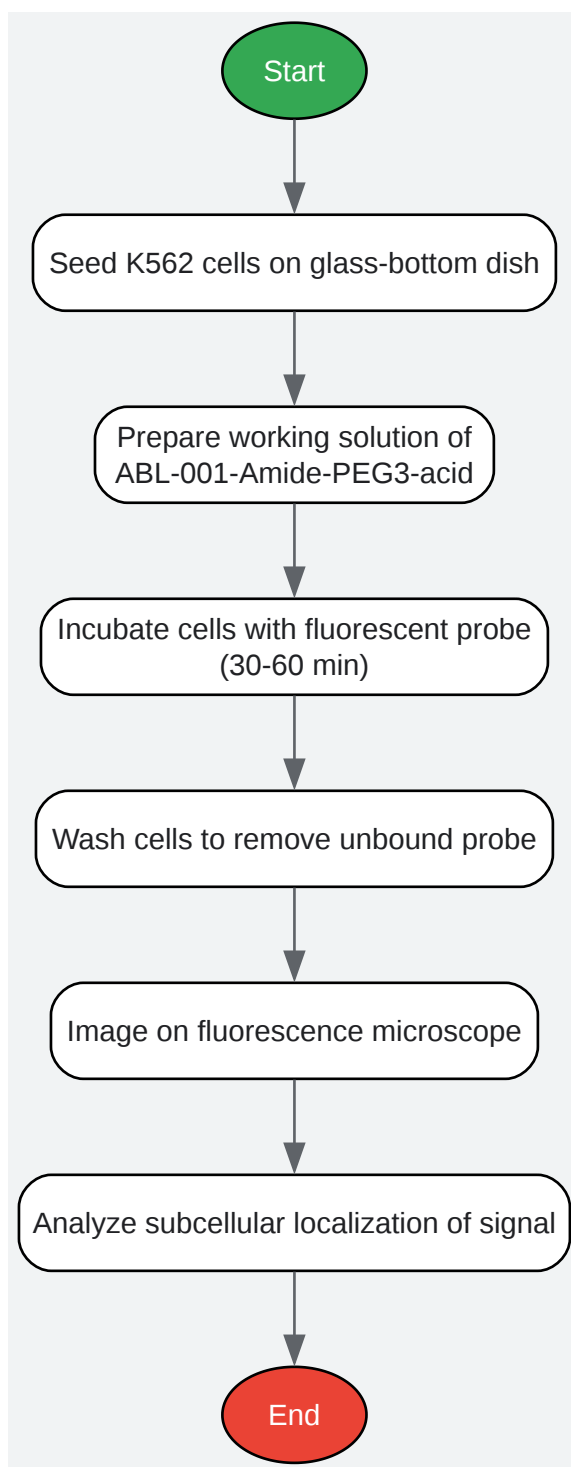 Start
Seed K562 cells on glass-bottom dish
Prepare working solution of
ABL-001-Amide-PEG3-acid
Incubate cells with fluorescent probe
(30-60 min)
Wash cells to remove unbound probe
Image on fluorescence microscope
Analyze subcellular localization of signal
End